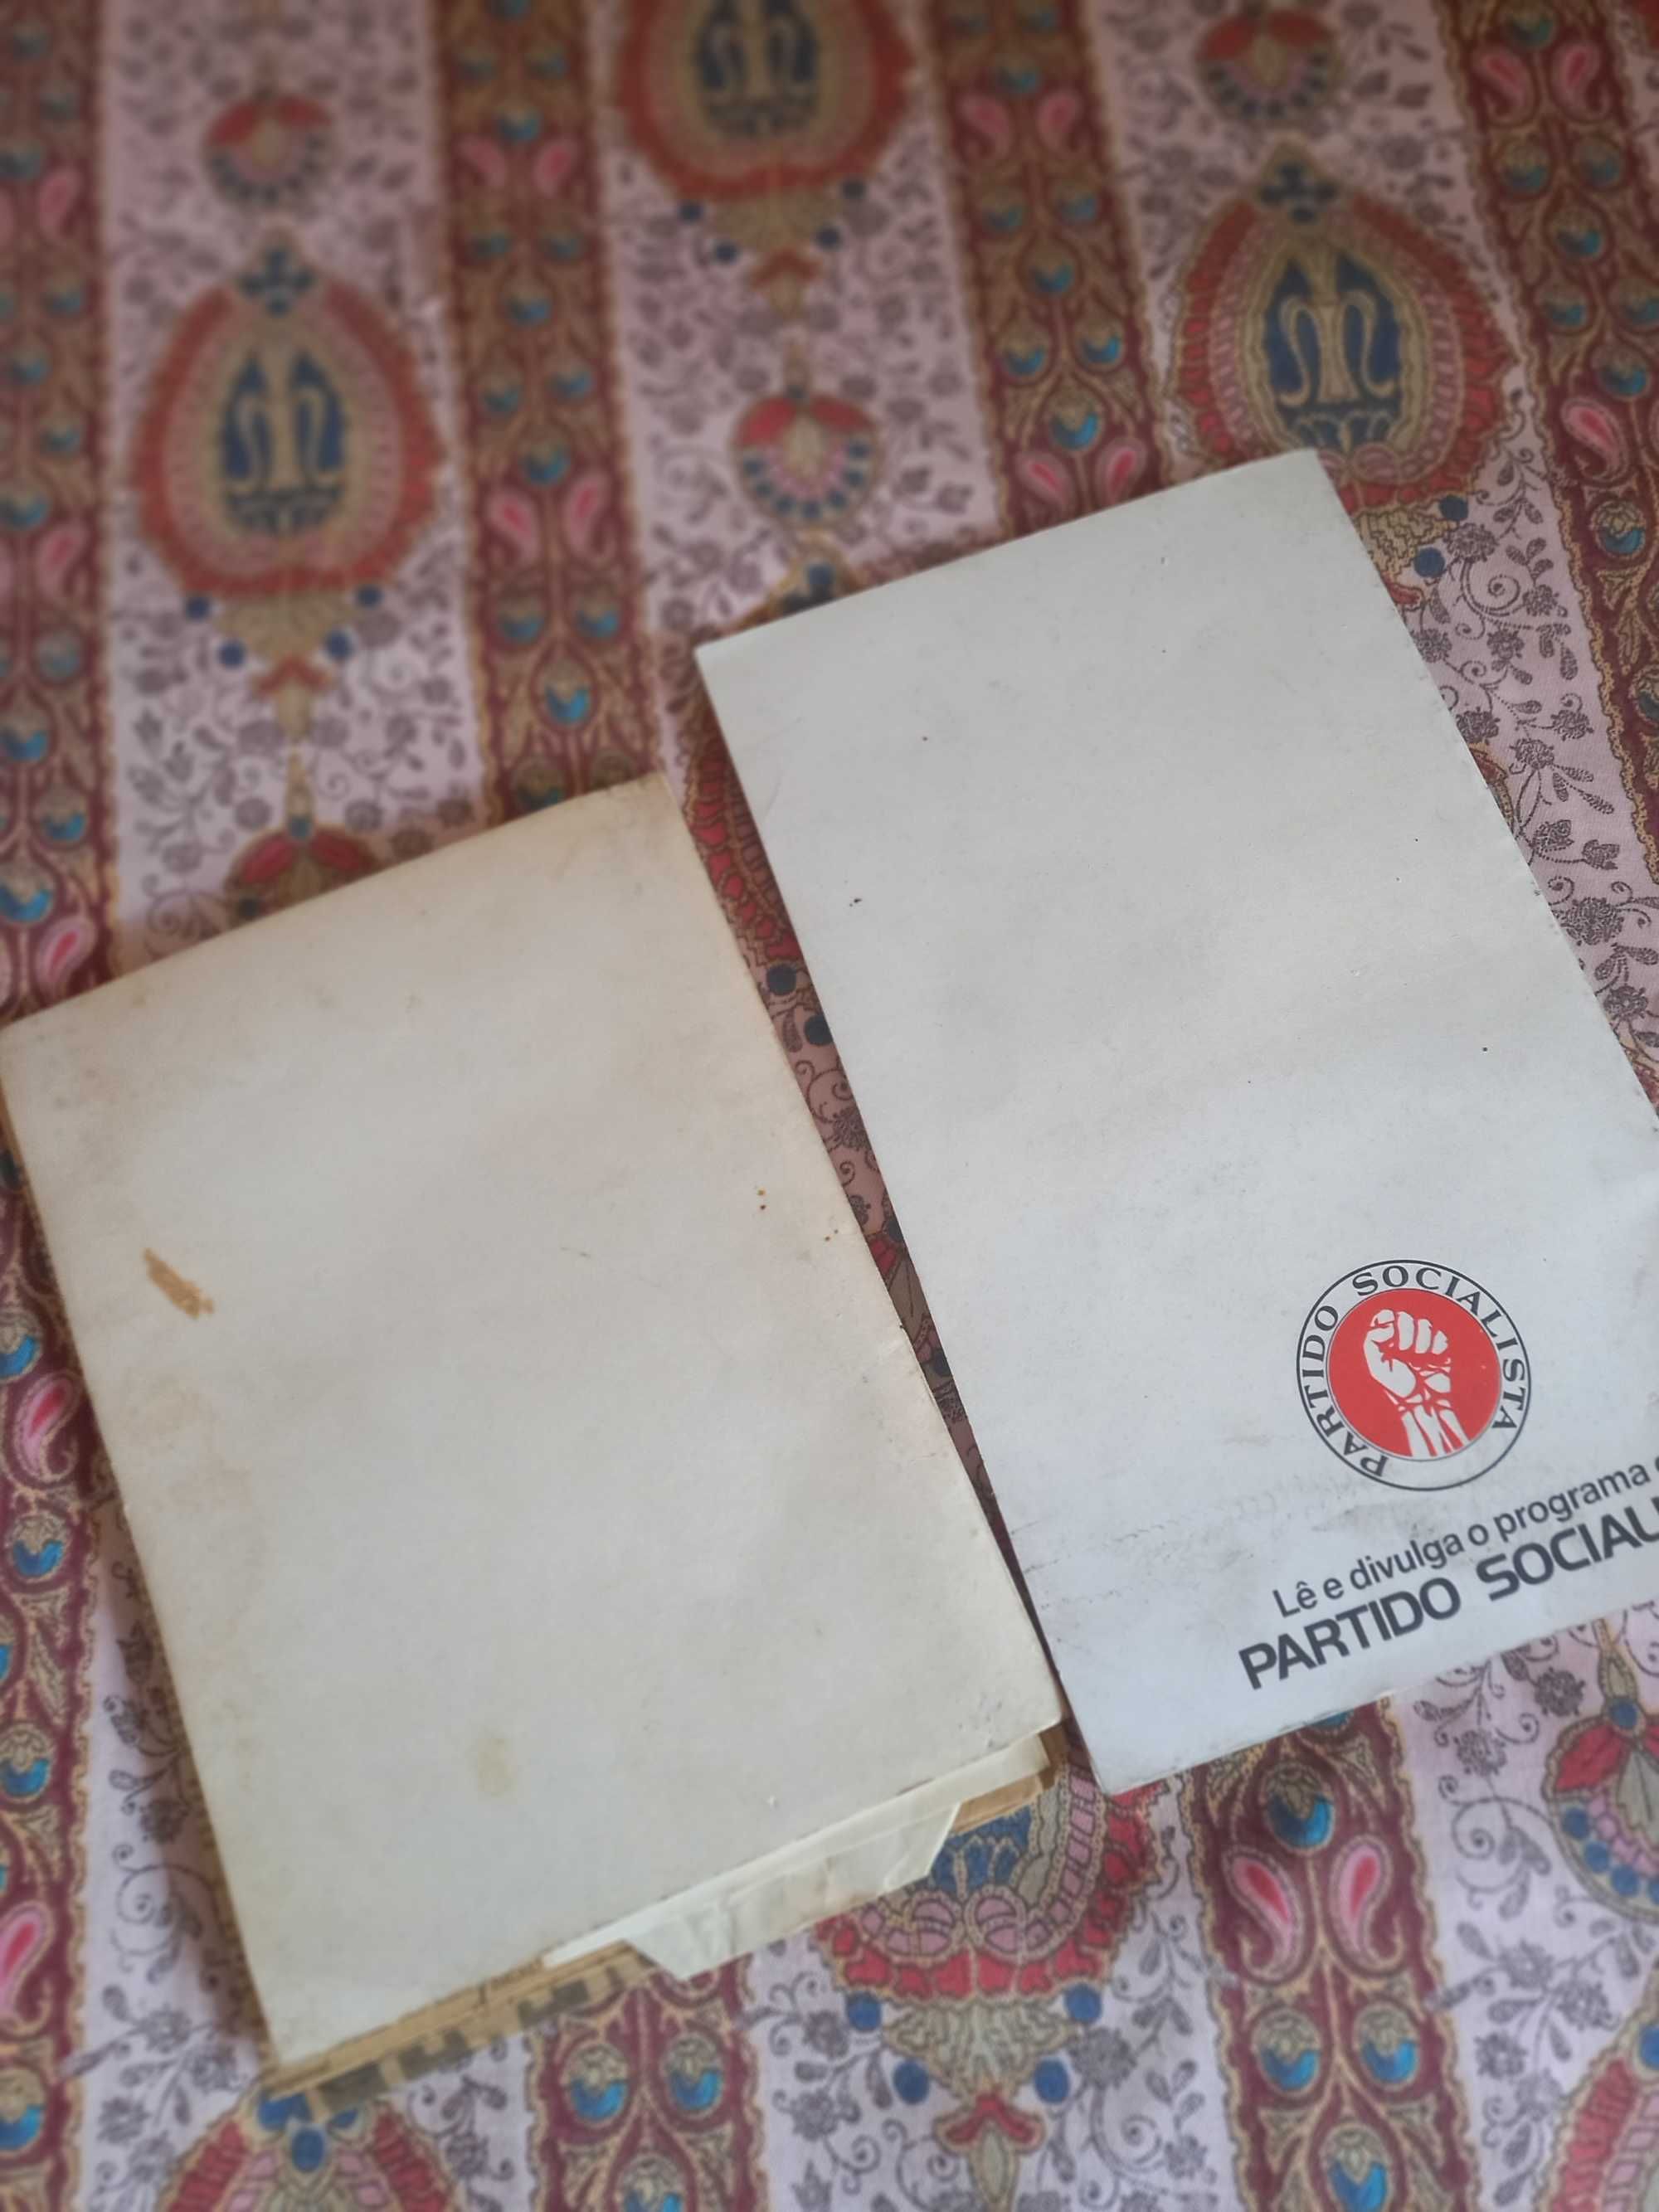 PARTIDO SOCIALISTA
Lê e divulga o programa
PARTIDO